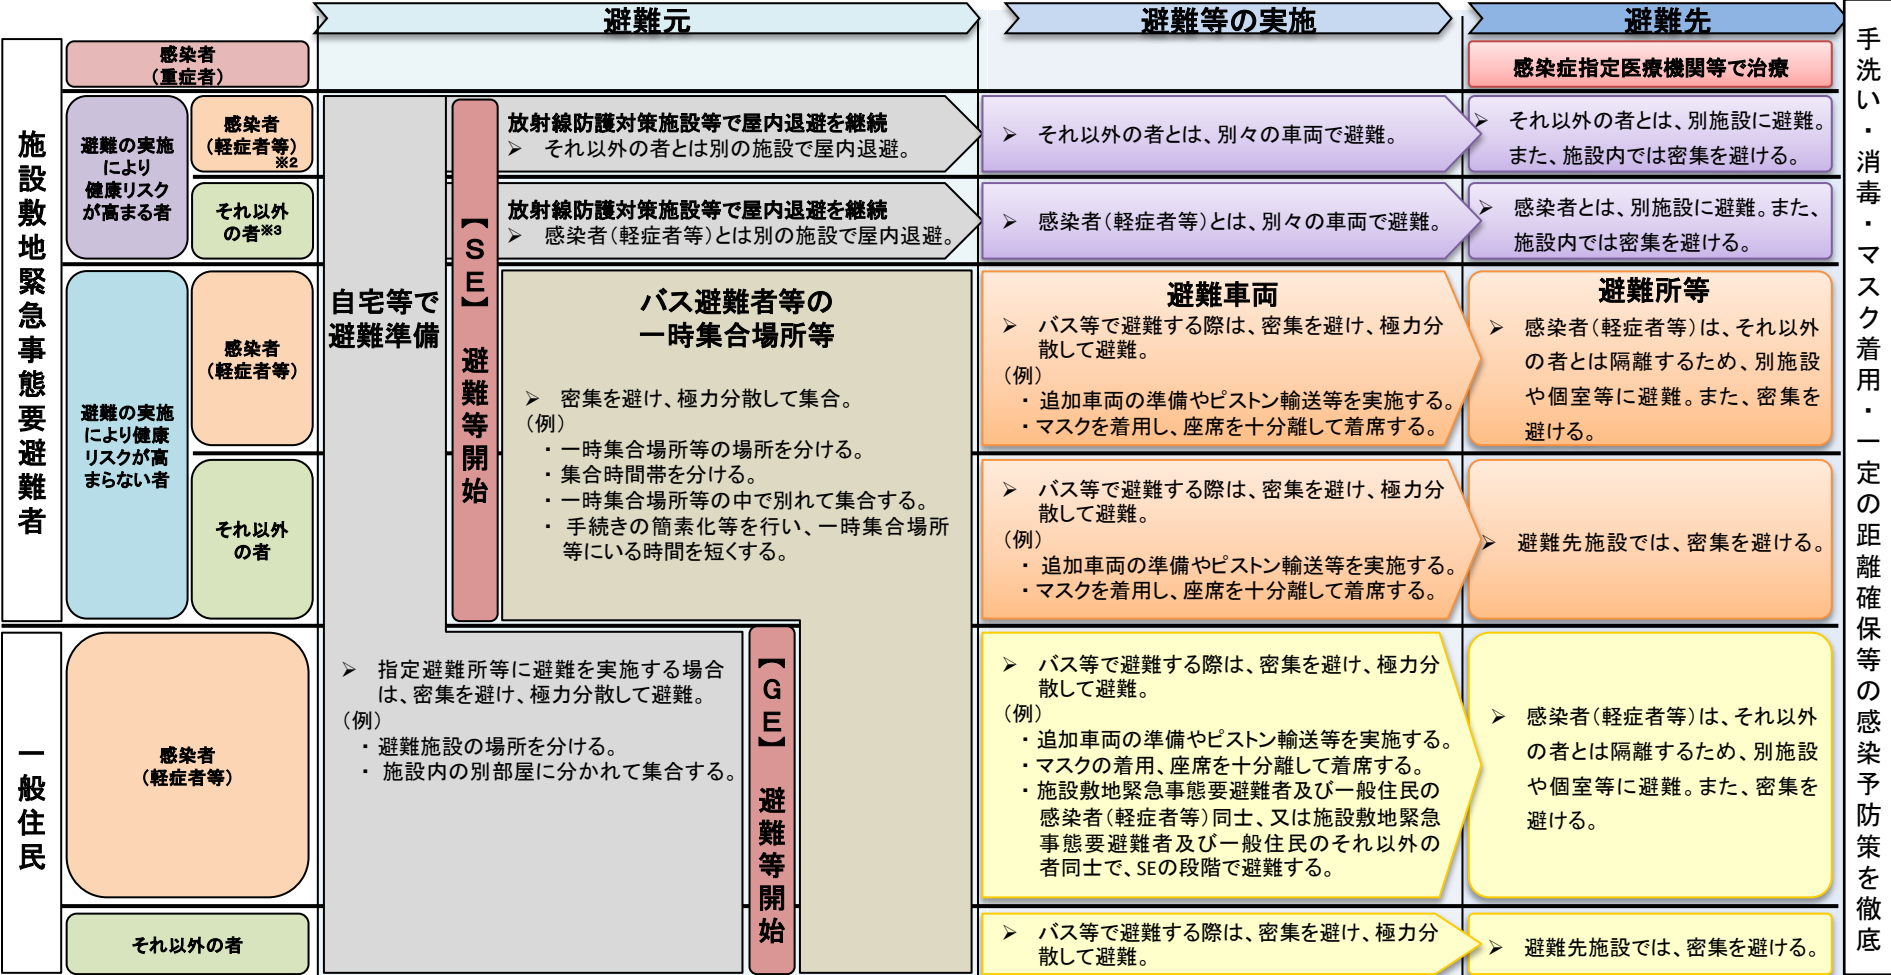 避難元
避難等の実施
避難先
施設敷地緊急事態要避難者
感染者
（重症者）
感染症指定医療機関等で治療
避難の実施
により
健康リスク
が高まる者
感染者
（軽症者等）
※2
放射線防護対策施設等で屋内退避を継続
➢ それ以外の者とは別の施設で屋内退避。
➢ それ以外の者とは、別々の車両で避難。
➢ それ以外の者とは、別施設に避難。
また、施設内では密集を避ける。
それ以外
の者※3
放射線防護対策施設等で屋内退避を継続
➢ 感染者（軽症者等）とは別の施設で屋内退避。
➢ 感染者（軽症者等）とは、別々の車両で避難。
➢ 感染者とは、別施設に避難。また、
施設内では密集を避ける。
避難の実施
により健康
リスクが高
まらない者
感染者
（軽症者等）
それ以外
の者
自宅等で
避難準備
【SE】 避難等開始
バス避難者等の
一時集合場所等
➢ 密集を避け、極力分散して集合。
（例）
・一時集合場所等の場所を分ける。
・集合時間帯を分ける。
・一時集合場所等の中で別れて集合する。
・ 手続きの簡素化等を行い、一時集合場所
等にいる時間を短くする。
避難車両
➢ バス等で避難する際は、密集を避け、極力分
散して避難。
（例）
・ 追加車両の準備やピストン輸送等を実施する。
・マスクを着用し、座席を十分離して着席する。
避難所等
➢ 感染者（軽症者等）は、それ以外
の者とは隔離するため、別施設
や個室等に避難。また、密集を
避ける。
➢ バス等で避難する際は、密集を避け、極力分
散して避難。
（例）
・ 追加車両の準備やピストン輸送等を実施する。
・マスクを着用し、座席を十分離して着席する。
➢ 避難先施設では、密集を避ける。
一般住民
感染者
（軽症者等）
それ以外の者
➢ 指定避難所等に避難を実施する場合
は、密集を避け、極力分散して避難。
（例）
・避難施設の場所を分ける。
・ 施設内の別部屋に分かれて集合する。
【GE】 避難等開始
➢ バス等で避難する際は、密集を避け、極力分
散して避難。
（例）
・追加車両の準備やピストン輸送等を実施する。
・マスクの着用、座席を十分離して着席する。
・施設敷地緊急事態要避難者及び一般住民の
感染者（軽症者等）同士、又は施設敷地緊急
事態要避難者及び一般住民のそれ以外の
者同士で、SEの段階で避難する。
➢ 感染者（軽症者等）は、それ以外
の者とは隔離するため、別施設
や個室等に避難。また、密集を
避ける。
➢ バス等で避難する際は、密集を避け、極力分
散して避難。
➢ 避難先施設では、密集を避ける。
手洗い・消毒・マスク着用・一定の距離確保等の感染予防策を徹底